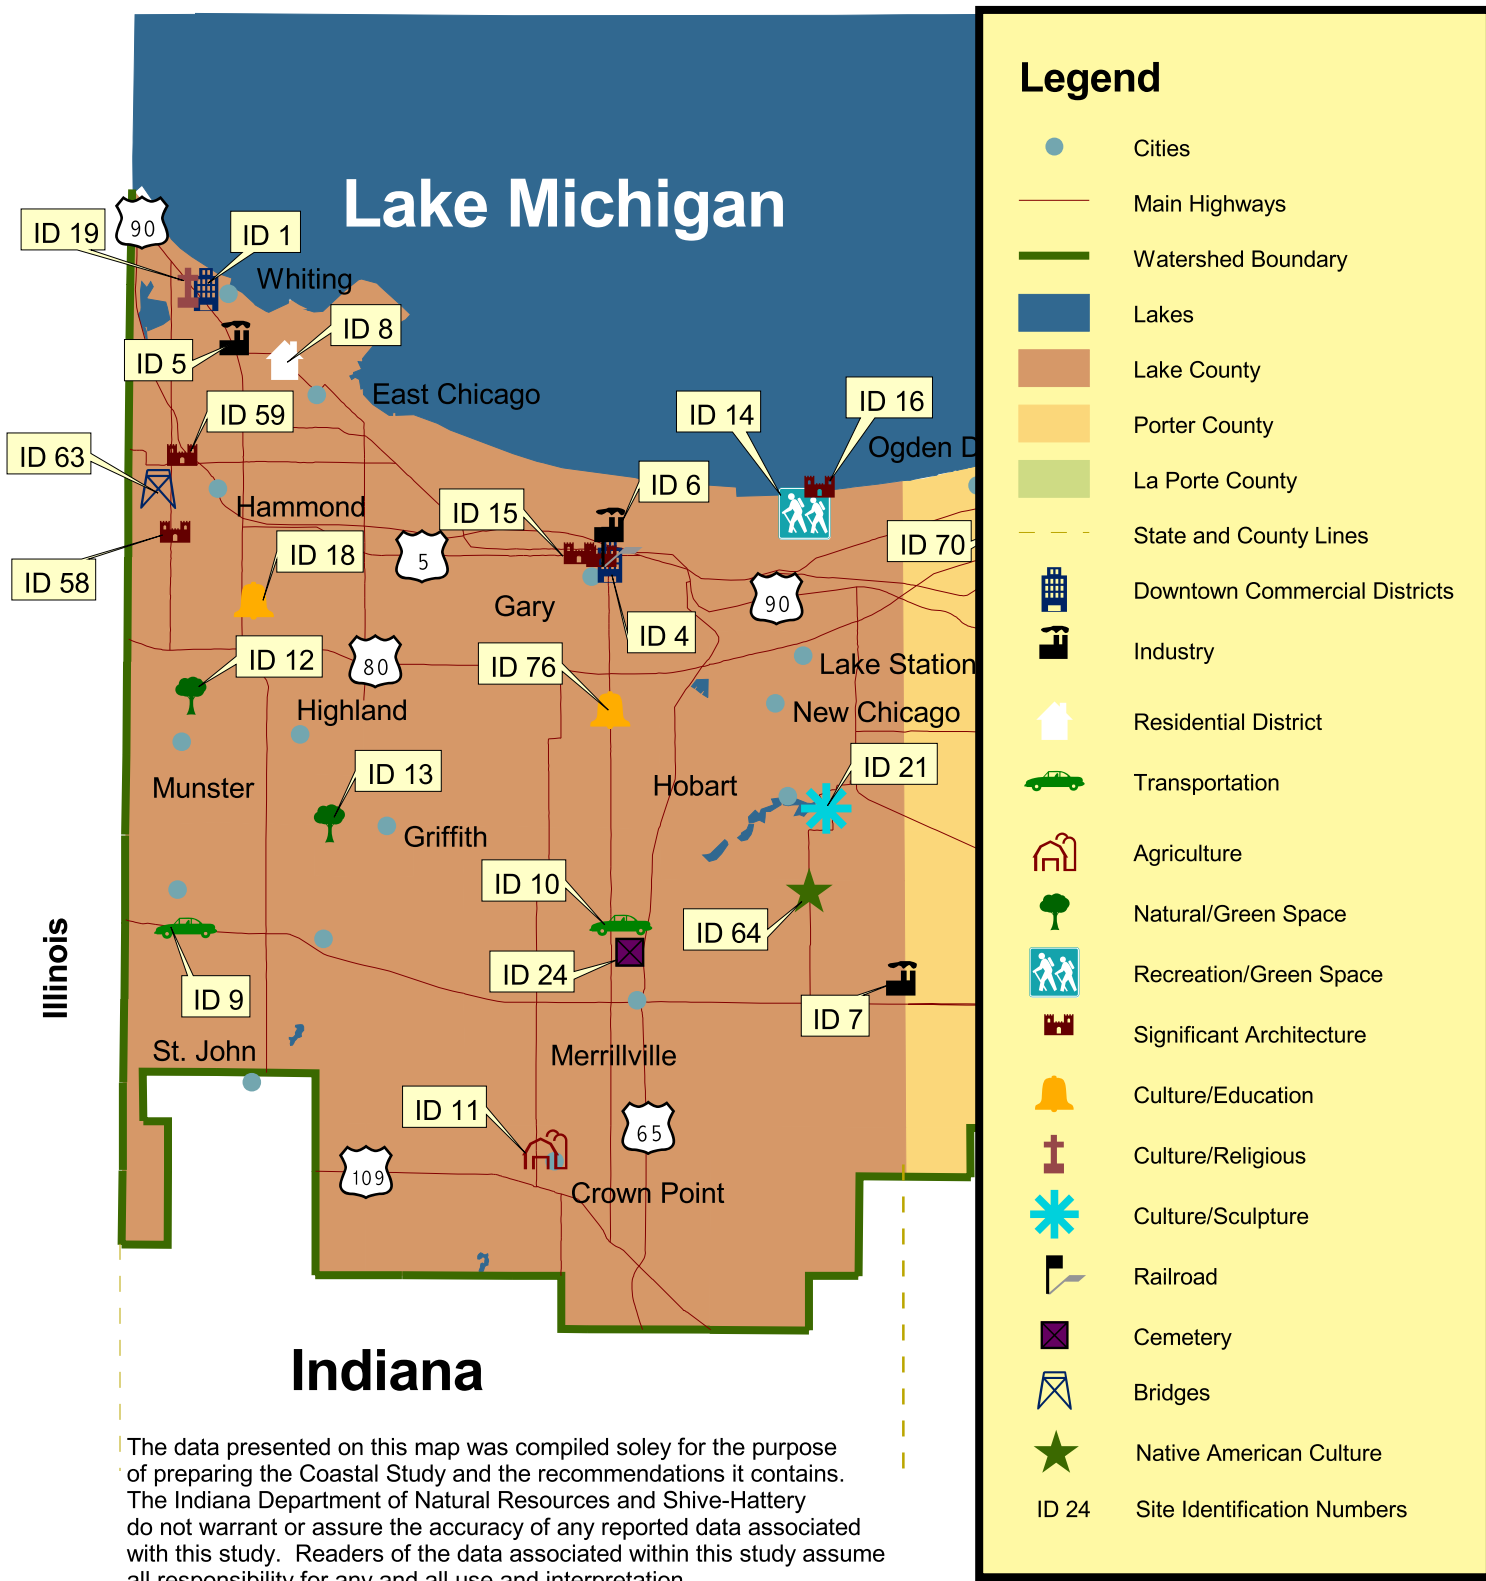 Lake Michigan
90
ID 19
ID 1
Whiting
ID 8
ID 5
East Chicago
ID 59
ID 14
ID 16
Ogden D
ID 63
ID 6
Hammond
ID 15
ID 18
5
ID 70
ID 58
90
Gary
ID 4
ID 12
80
ID 76
Lake Station
Highland
New Chicago
ID 13
ID 21
Munster
Hobart
Griffith
ID 10
ID 64
ID 24
ID 9
ID 7
Illinois
St. John
Merrillville
ID 11
65
109
Crown Point
Indiana
The data presented on this map was compiled soley for the purpose
of preparing the Coastal Study and the recommendations it contains.
The Indiana Department of Natural Resources and Shive-Hattery
do not warrant or assure the accuracy of any reported data associated
with this study.  Readers of the data associated within this study assume
all responsibility for any and all use and interpretation
Legend
Cities
Main Highways
Watershed Boundary
Lakes
Lake County
Porter County
La Porte County
State and County Lines
Downtown Commercial Districts
Industry
Residential District
Transportation
Agriculture
Natural/Green Space
Recreation/Green Space
Significant Architecture
Culture/Education
Culture/Religious
Culture/Sculpture
Railroad
Cemetery
Bridges
Native American Culture
ID 24 Site Identification Numbers